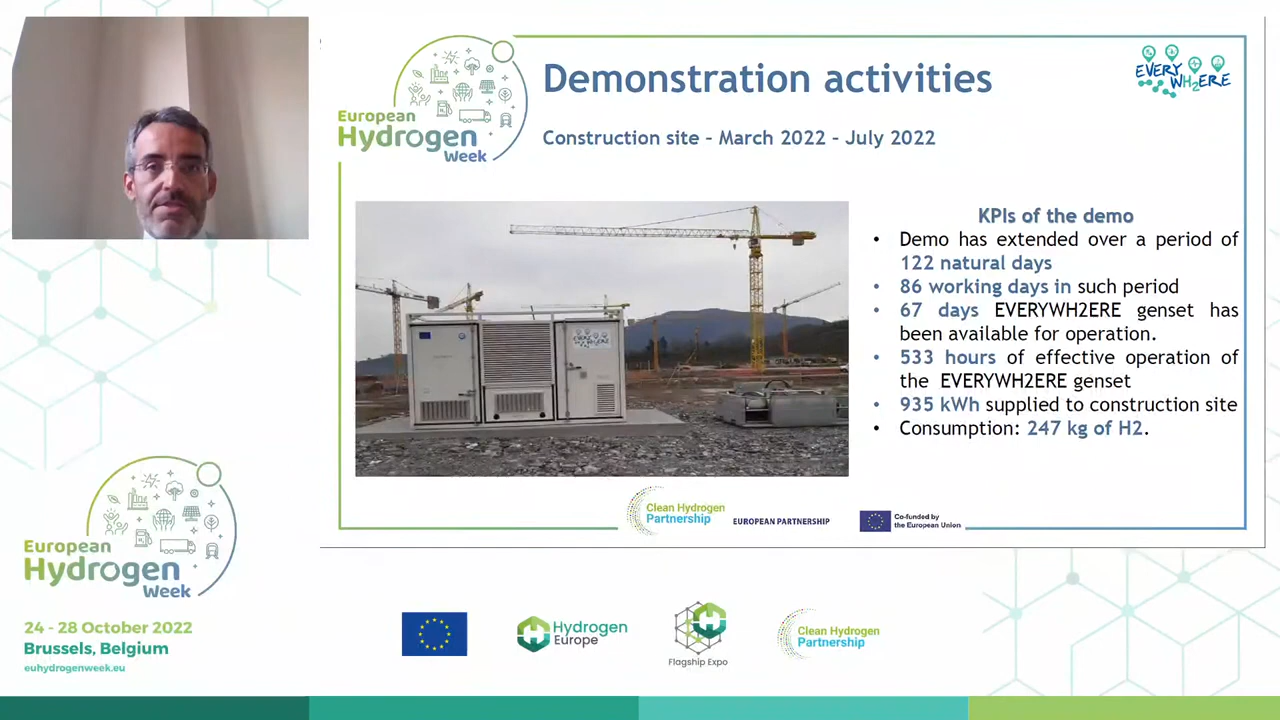 Demonstration activities
EVERY
WH2ERE
European
Hydrogen
Week
Construction site – March 2022 – July 2022
KPIs of the demo
• Demo has extended over a period of
122 natural days
• 86 working days in such period
• 67 days EVERYWH2ERE genset has
been available for operation.
• 533 hours of effective operation of
the EVERYWH2ERE genset
• 935 kWh supplied to construction site
• Consumption: 247 kg of H2.
Clean Hydrogen
Partnership
EUROPEAN PARTNERSHIP
Co-funded by
the European Union
European
Hydrogen
Week
24 - 28 October 2022
Brussels, Belgium
euhydrogenweek.eu
Hydrogen
Europe
Flagship Expo
Clean Hydrogen
Partnership